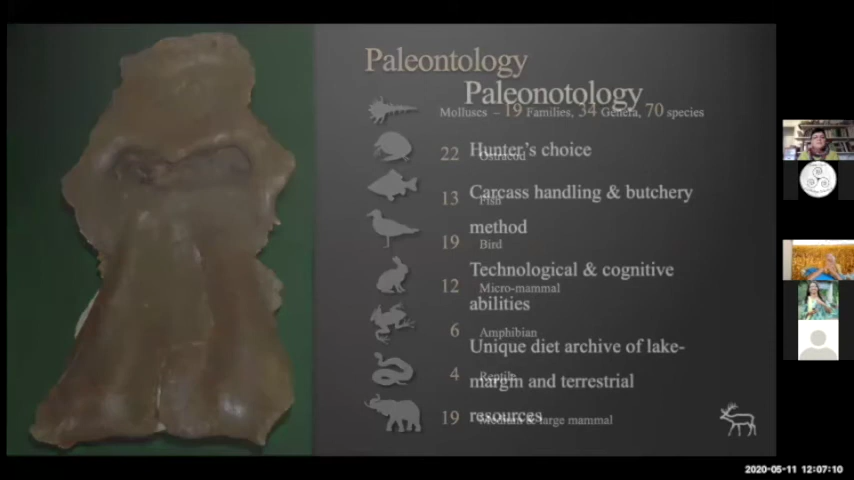 Paleontology
Paleonotology
Molluscs – 19 Families, 34 Genera, 70 species
22 Ostracod
Hunter's choice
13 Fish
Carcass handling & butchery
method
19 Bird
Technological & cognitive
12 Micro-mammal
abilities
6 Amphibian
Unique diet archive of lake-
4 Reptile
margin and terrestrial
resources
19 Medium & large mammal
2020-05-11 12:07:10